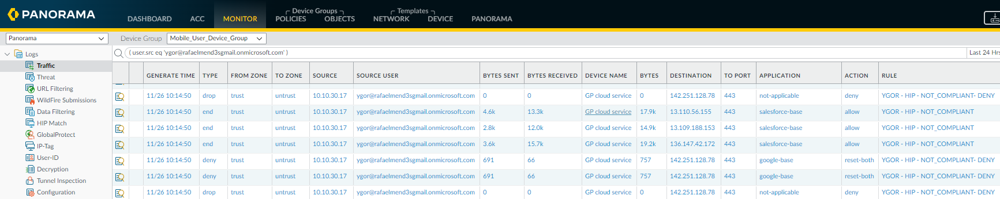 PANORAMA
DASHBOARD ACC MONITOR POLICIES OBJECTS NETWORK DEVICE PANORAMA
Device Groups Templates
Panorama Device Group Mobile_User_Device_Group
Logs
Traffic
Threat
URL Filtering
WildFire Submissions
Data Filtering
HIP Match
GlobalProtect
IP-Tag
User-ID
Decryption
Tunnel Inspection
Configuration
( user.src eq 'ygor@rafaelmend3sgmail.onmicrosoft.com' ) Last 24 Hrs
GENERATE TIME TYPE FROM ZONE TO ZONE SOURCE SOURCE USER BYTES SENT BYTES RECEIVED DEVICE NAME BYTES DESTINATION TO PORT APPLICATION ACTION RULE
11/26 10:14:50 drop trust untrust 10.10.30.17 ygor@rafaelmend3sgmail.onmicrosoft.com 0 0 GP cloud service 0 142.251.128.78 443 not-applicable deny YGOR - HIP - NOT_COMPLIANT- DENY
11/26 10:14:50 end trust untrust 10.10.30.17 ygor@rafaelmend3sgmail.onmicrosoft.com 4.6k 13.3k GP cloud service 17.9k 13.110.56.155 443 salesforce-base allow YGOR - HIP - NOT_COMPLIANT
11/26 10:14:50 end trust untrust 10.10.30.17 ygor@rafaelmend3sgmail.onmicrosoft.com 2.8k 12.0k GP cloud service 14.9k 13.109.188.153 443 salesforce-base allow YGOR - HIP - NOT_COMPLIANT
11/26 10:14:50 end trust untrust 10.10.30.17 ygor@rafaelmend3sgmail.onmicrosoft.com 3.6k 15.7k GP cloud service 19.2k 136.147.42.172 443 salesforce-base allow YGOR - HIP - NOT_COMPLIANT
11/26 10:14:50 deny trust untrust 10.10.30.17 ygor@rafaelmend3sgmail.onmicrosoft.com 691 66 GP cloud service 757 142.251.128.78 443 google-base reset-both YGOR - HIP - NOT_COMPLIANT- DENY
11/26 10:14:50 deny trust untrust 10.10.30.17 ygor@rafaelmend3sgmail.onmicrosoft.com 691 66 GP cloud service 757 142.251.128.78 443 google-base reset-both YGOR - HIP - NOT_COMPLIANT- DENY
11/26 10:14:50 drop trust untrust 10.10.30.17 ygor@rafaelmend3sgmail.onmicrosoft.com 0 0 GP cloud service 0 142.251.128.78 443 not-applicable deny YGOR - HIP - NOT_COMPLIANT- DENY